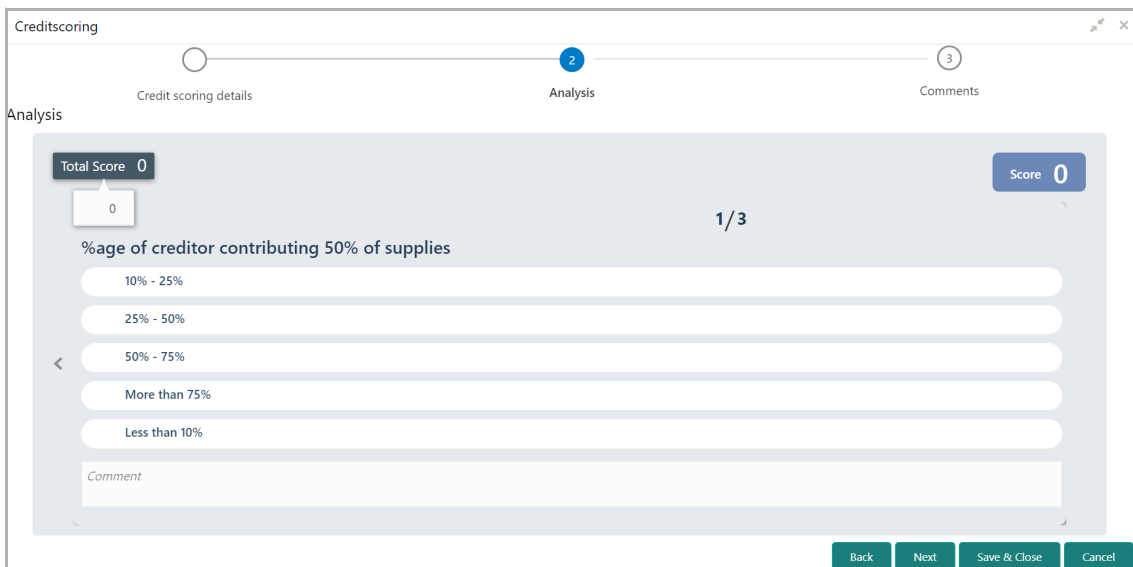 Creditscoring
2
3
Credit scoring details
Analysis
Comments
Analysis
Total Score 0
Score 0
0
1/3
%age of creditor contributing 50% of supplies
10% - 25%
25% - 50%
50% - 75%
More than 75%
Less than 10%
Comment
Back
Next
Save & Close
Cancel